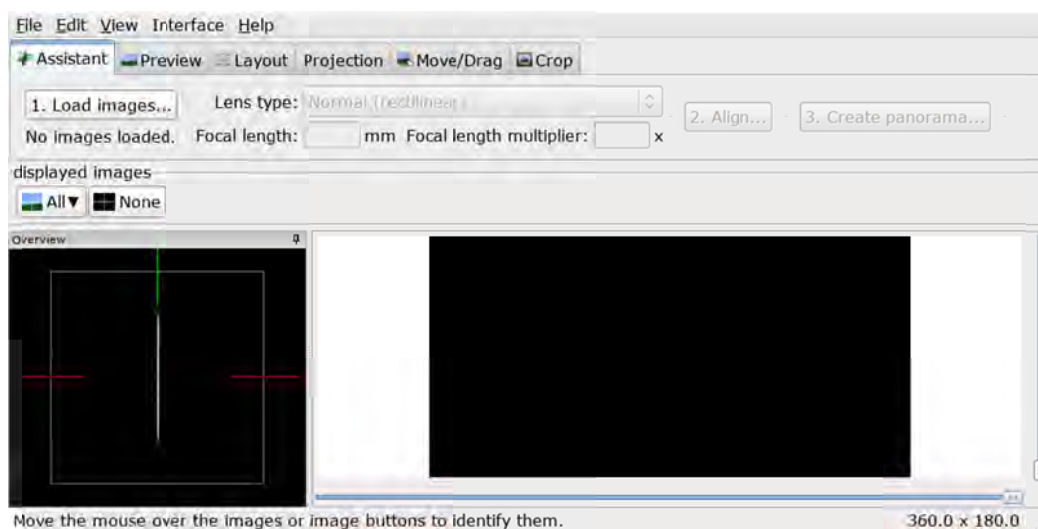 File Edit View Interface Help
Assistant Preview Layout Projection Move/Drag Crop
1. Load images... Lens type: Normal (rectilinear) 2. Align... 3. Create panorama...
No images loaded. Focal length: mm Focal length multiplier: x
displayed images
All None
Overview
Move the mouse over the images or image buttons to identify them. 360.0 x 180.0